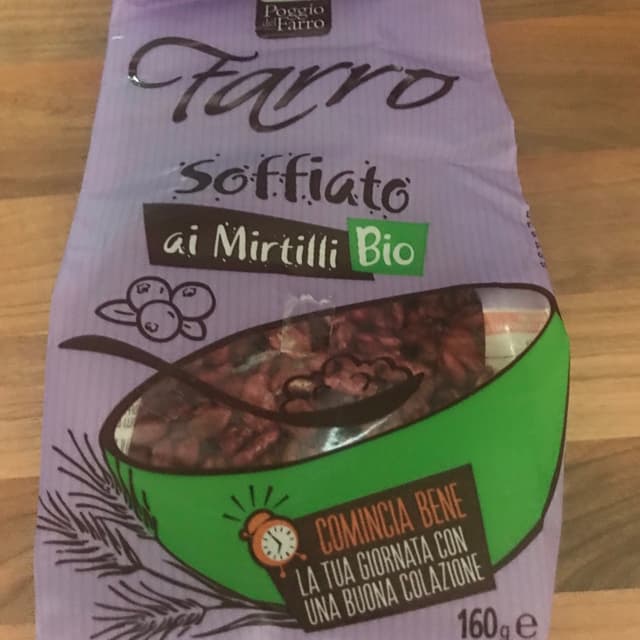 Poggio
del Farro
Farro
soffiato
ai Mirtilli Bio
COMINCIA BENE
LA TUA GIORNATA CON
UNA BUONA COLAZIONE
160g e